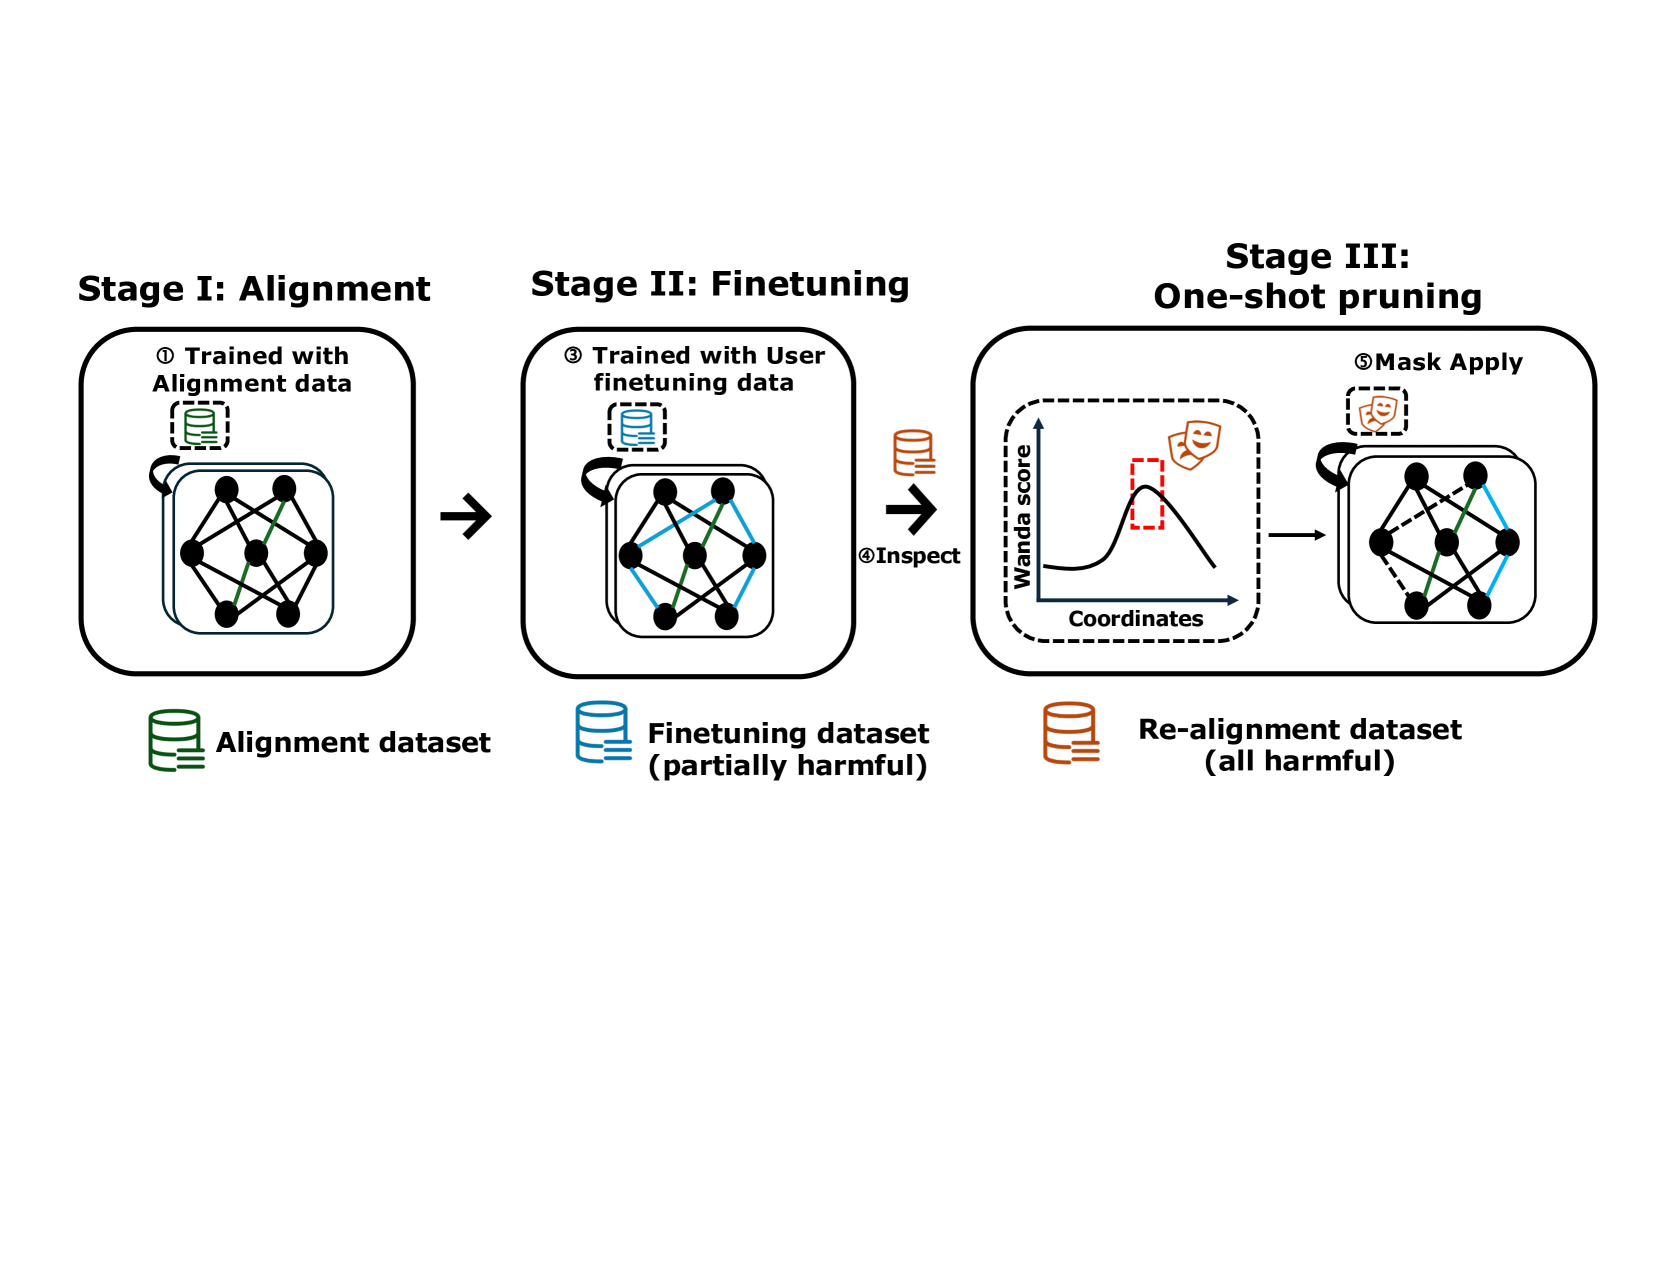 Stage I: Alignment
① Trained with
Alignment data
Stage II: Finetuning
③ Trained with User
finetuning data
④Inspect
Stage III:
One-shot pruning
Wanda score
Coordinates
⑤Mask Apply
Alignment dataset
Finetuning dataset
(partially harmful)
Re-alignment dataset
(all harmful)